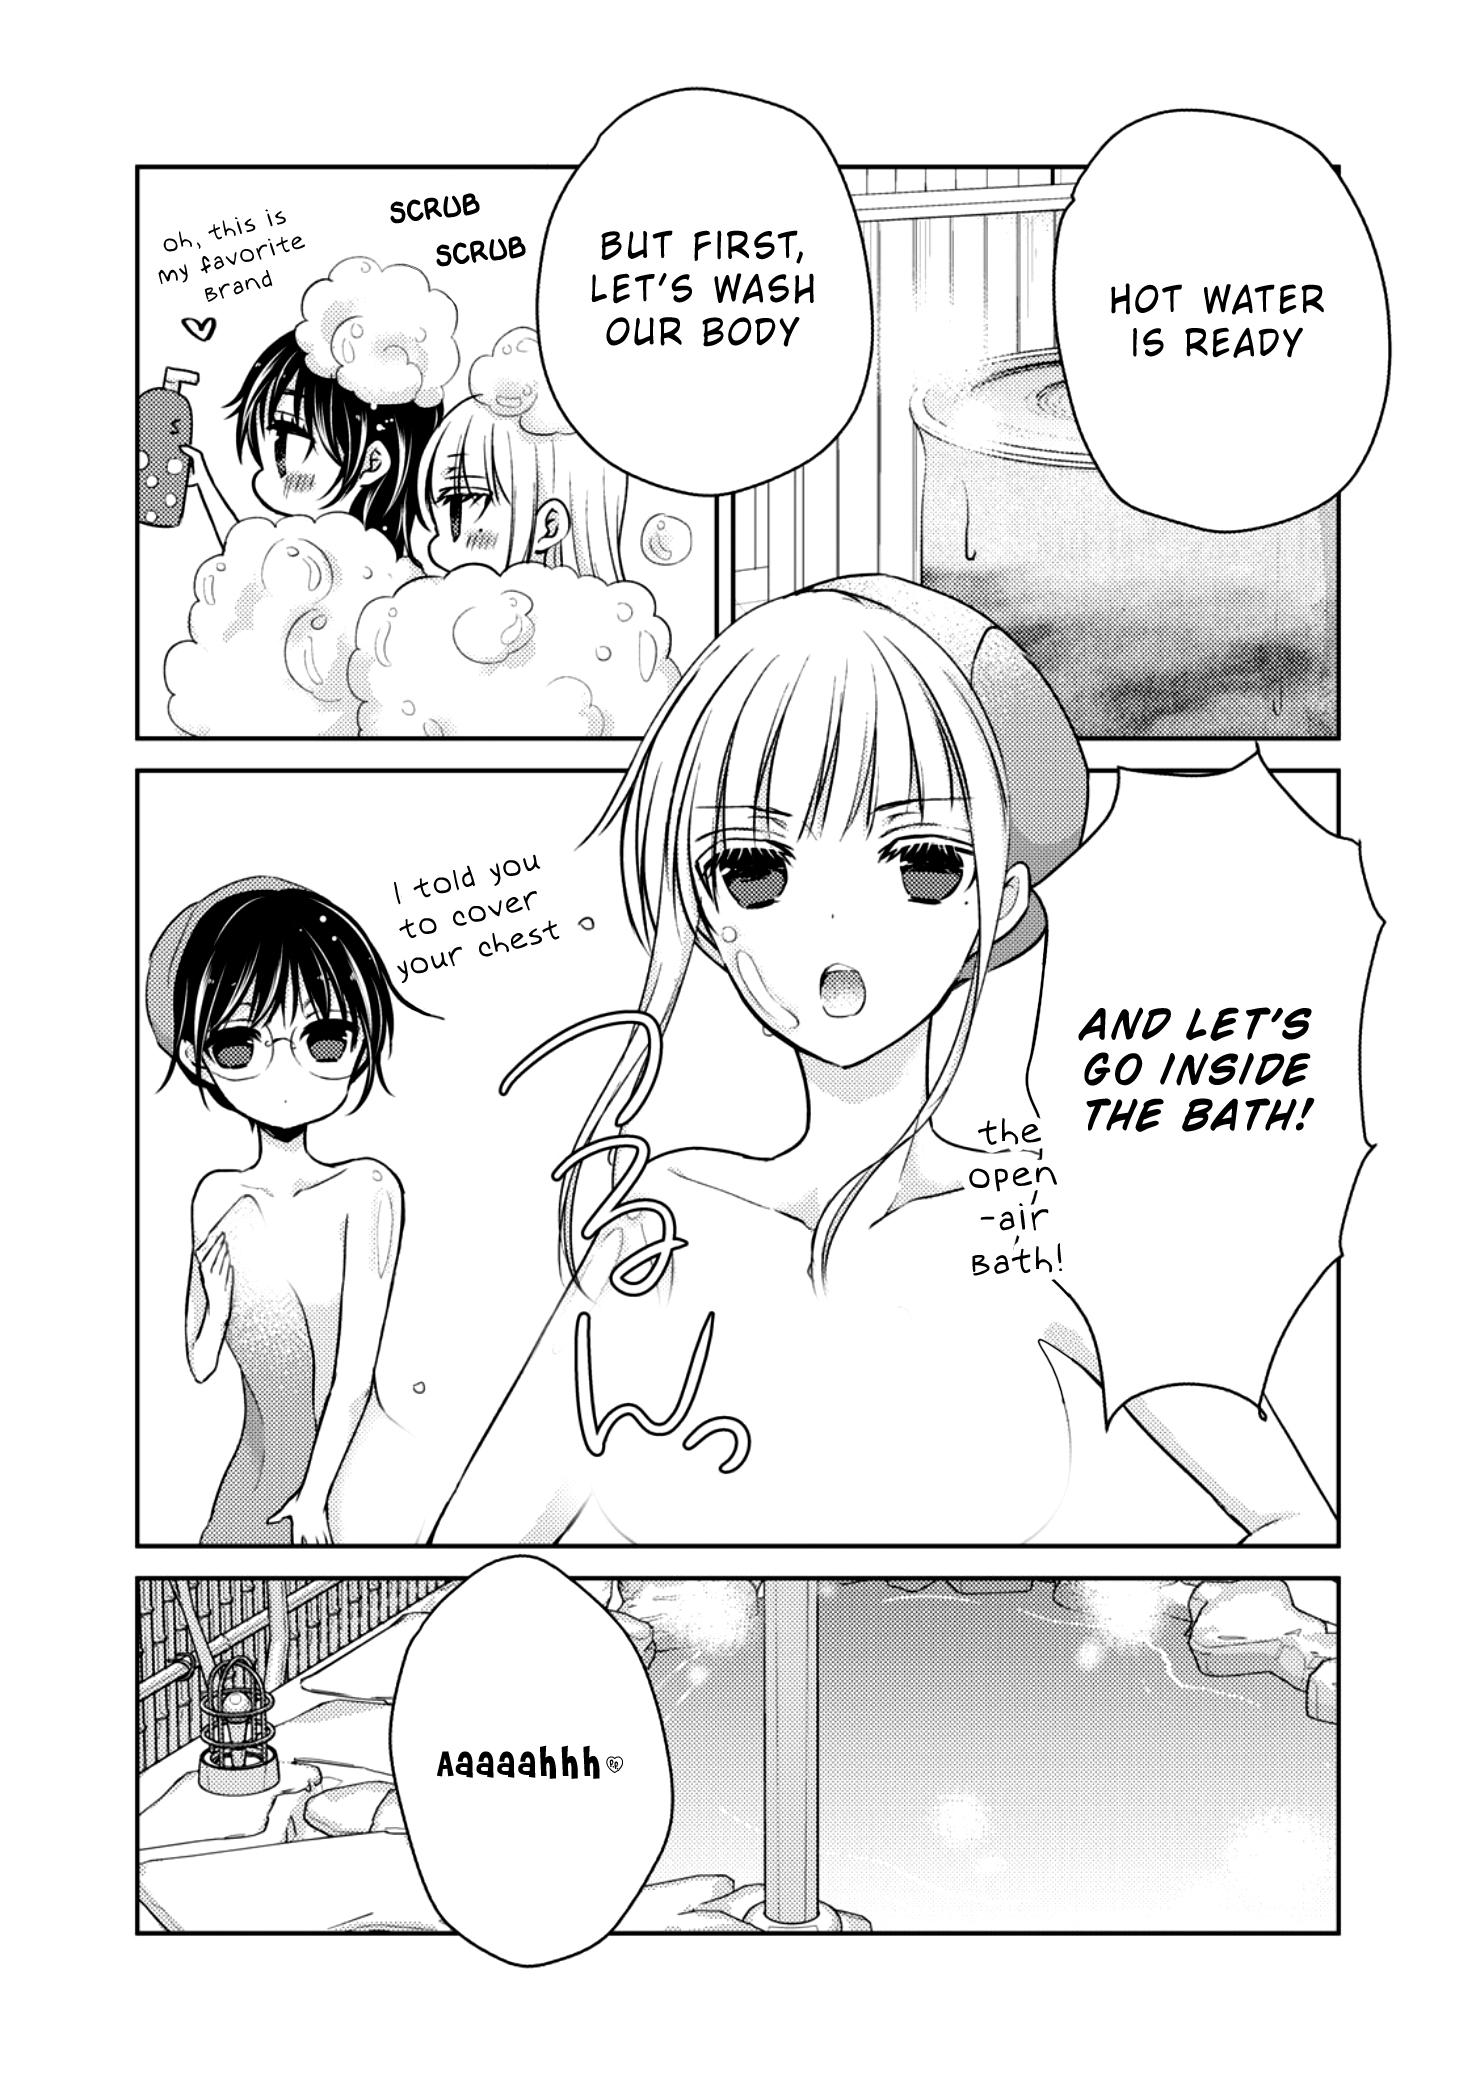 HOT WATER
IS READY
BUT FIRST,
LET'S WASH
OUR BODY
SCRUB
SCRUB
oh, this is
my favorite
Brand
AND LET'S
GO INSIDE
THE BATH!
the
open
-air
Bath!
I told you
to cover
your chest
Aaaaahhh